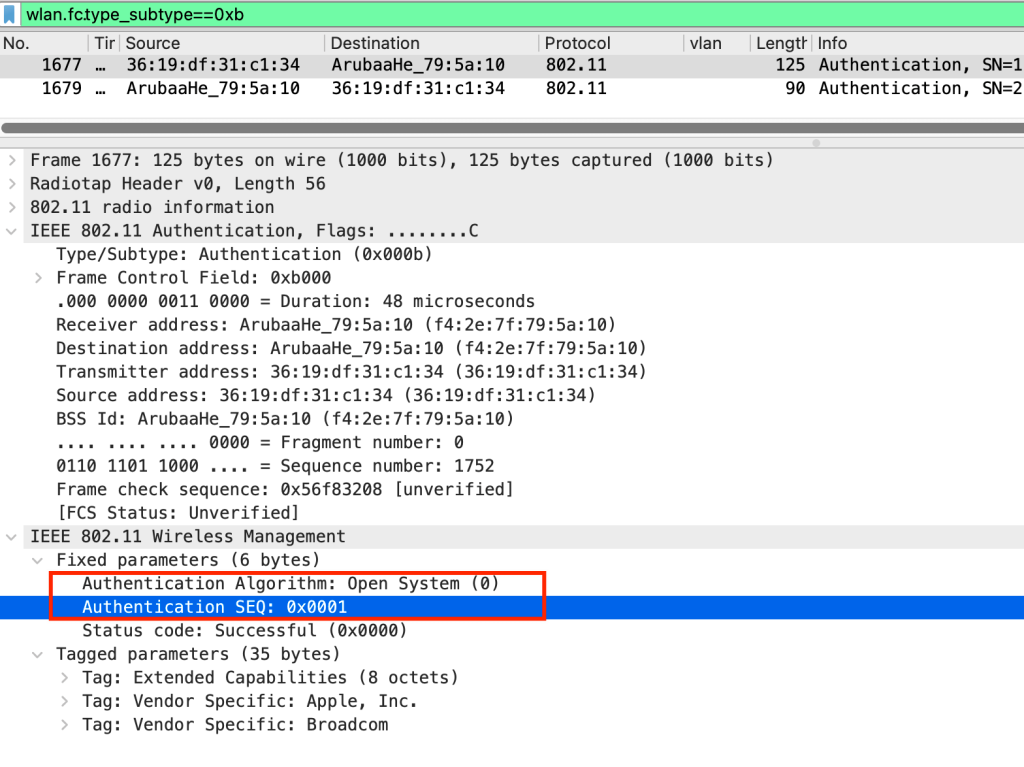 wlan.fc.type_subtype==0xb
No. Tir Source Destination Protocol vlan Length Info
1677 … 36:19:df:31:c1:34 ArubaaHe_79:5a:10 802.11 125 Authentication, SN=1
1679 … ArubaaHe_79:5a:10 36:19:df:31:c1:34 802.11 90 Authentication, SN=2
Frame 1677: 125 bytes on wire (1000 bits), 125 bytes captured (1000 bits)
Radiotap Header v0, Length 56
802.11 radio information
IEEE 802.11 Authentication, Flags: ........C
Type/Subtype: Authentication (0x000b)
Frame Control Field: 0xb000
.000 0000 0011 0000 = Duration: 48 microseconds
Receiver address: ArubaaHe_79:5a:10 (f4:2e:7f:79:5a:10)
Destination address: ArubaaHe_79:5a:10 (f4:2e:7f:79:5a:10)
Transmitter address: 36:19:df:31:c1:34 (36:19:df:31:c1:34)
Source address: 36:19:df:31:c1:34 (36:19:df:31:c1:34)
BSS Id: ArubaaHe_79:5a:10 (f4:2e:7f:79:5a:10)
.... .... .... 0000 = Fragment number: 0
0110 1101 1000 .... = Sequence number: 1752
Frame check sequence: 0x56f83208 [unverified]
[FCS Status: Unverified]
IEEE 802.11 Wireless Management
Fixed parameters (6 bytes)
Authentication Algorithm: Open System (0)
Authentication SEQ: 0x0001
Status code: Successful (0x0000)
Tagged parameters (35 bytes)
Tag: Extended Capabilities (8 octets)
Tag: Vendor Specific: Apple, Inc.
Tag: Vendor Specific: Broadcom